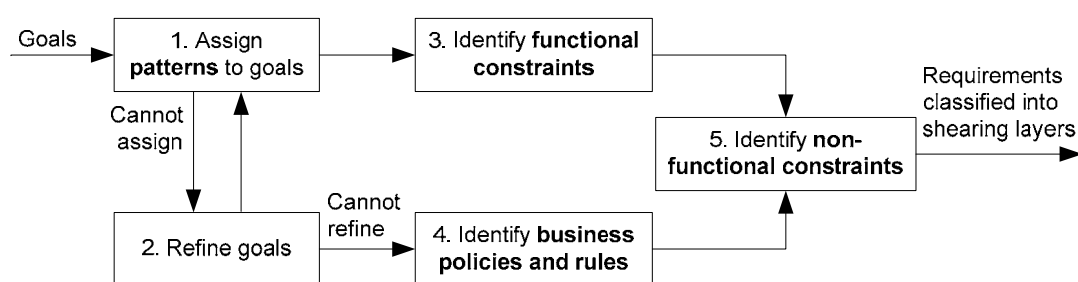 Goals
1. Assign
patterns to goals
3. Identify functional
constraints
Cannot
assign
Requirements
classified into
shearing layers
5. Identify non-
functional constraints
2. Refine goals
Cannot
refine
4. Identify business
policies and rules